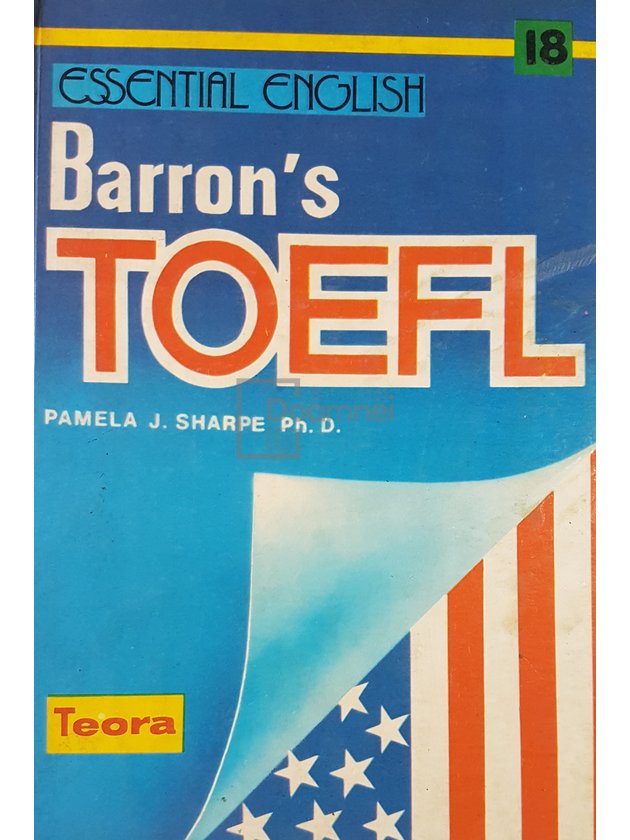 18
ESSENTIAL ENGLISH
Barron's
TOEFL
PAMELA J. SHARPE Ph. D.
Teora